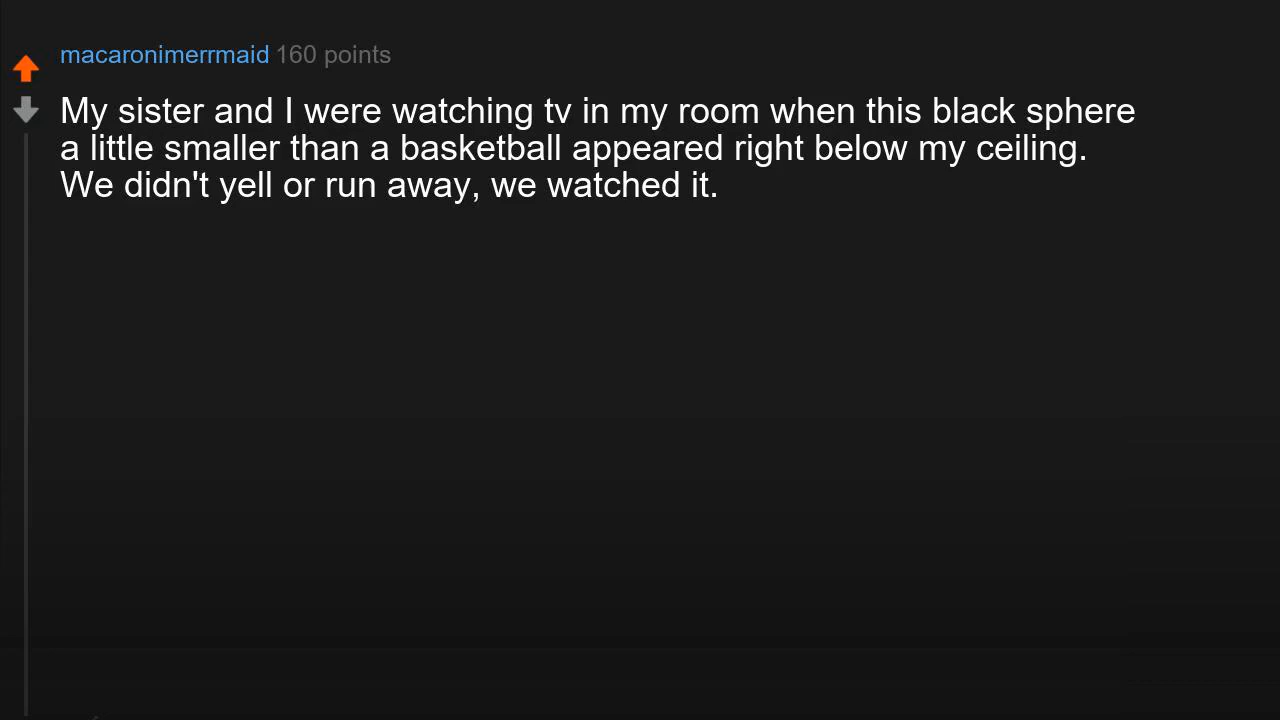 macaronimerrmaid 160 points
My sister and I were watching tv in my room when this black sphere
a little smaller than a basketball appeared right below my ceiling.
We didn't yell or run away, we watched it.